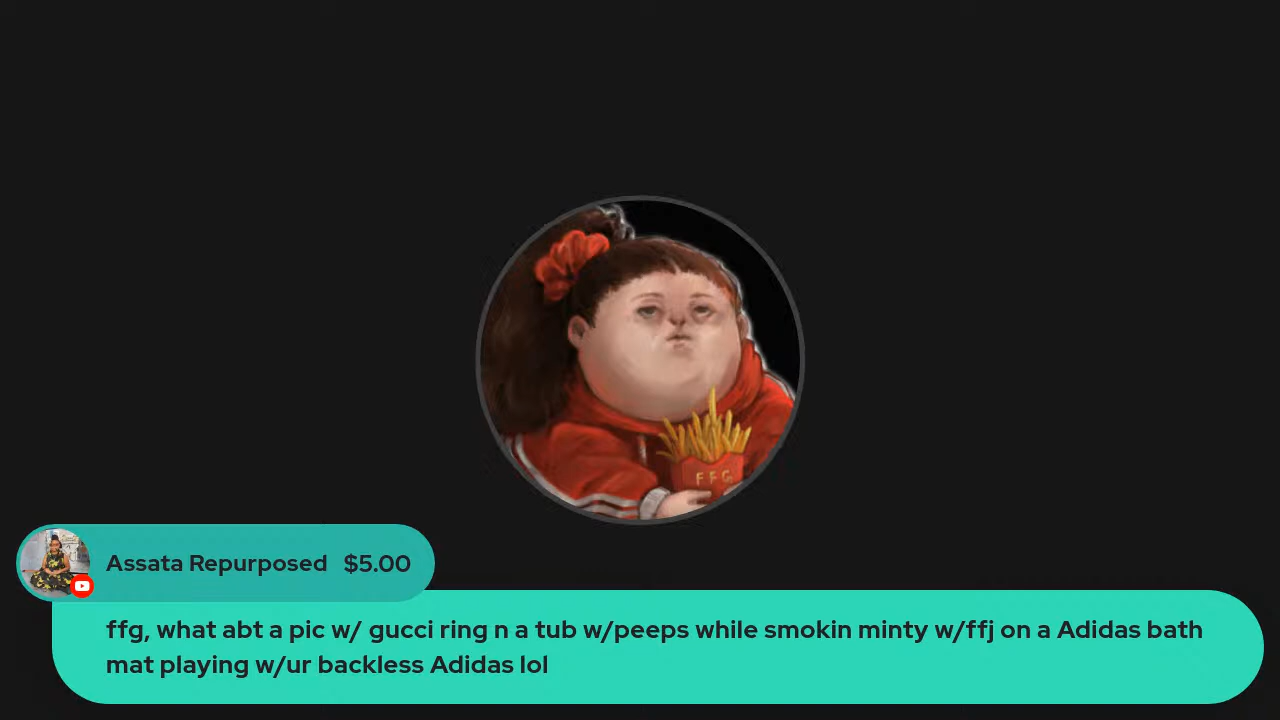 FFG
Assata Repurposed $5.00
ffg, what abt a pic w/ gucci ring n a tub w/peeps while smokin minty w/ffj on a Adidas bath
mat playing w/ur backless Adidas lol